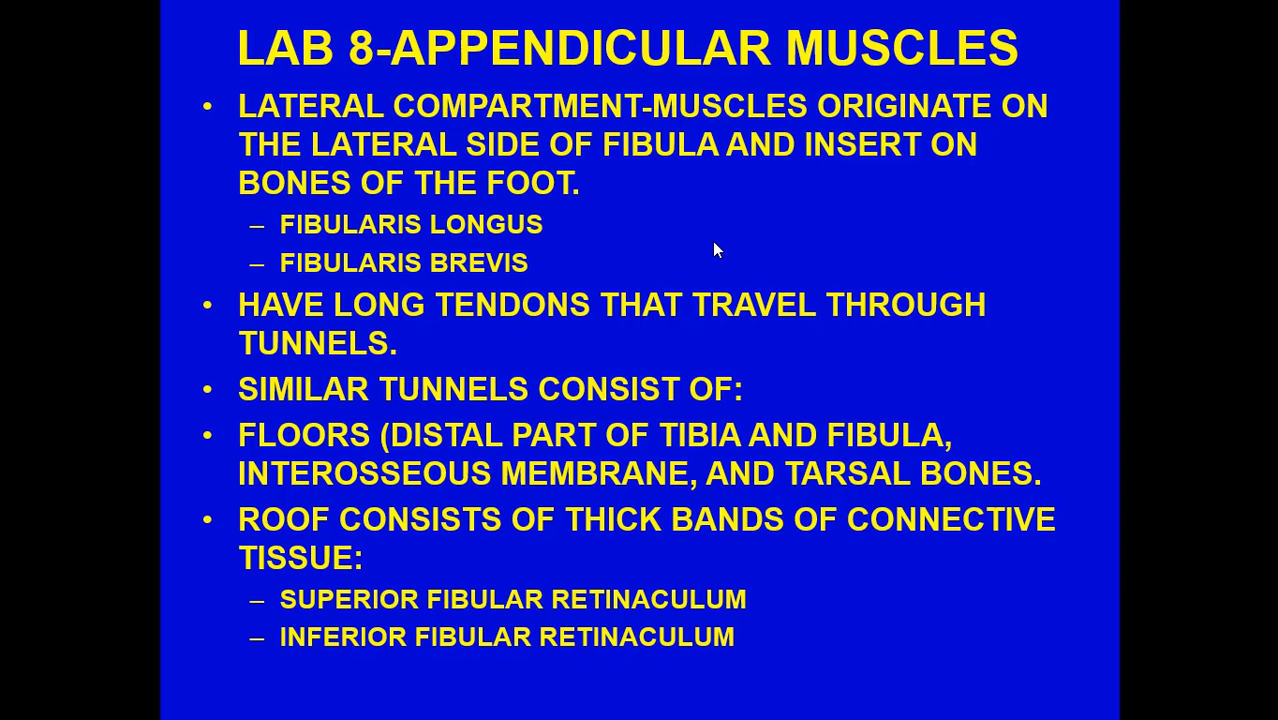 LAB 8-APPENDICULAR MUSCLES
• LATERAL COMPARTMENT-MUSCLES ORIGINATE ON
THE LATERAL SIDE OF FIBULA AND INSERT ON
BONES OF THE FOOT.
– FIBULARIS LONGUS
– FIBULARIS BREVIS
• HAVE LONG TENDONS THAT TRAVEL THROUGH
TUNNELS.
• SIMILAR TUNNELS CONSIST OF:
• FLOORS (DISTAL PART OF TIBIA AND FIBULA,
INTEROSSEOUS MEMBRANE, AND TARSAL BONES.
• ROOF CONSISTS OF THICK BANDS OF CONNECTIVE
TISSUE:
– SUPERIOR FIBULAR RETINACULUM
– INFERIOR FIBULAR RETINACULUM